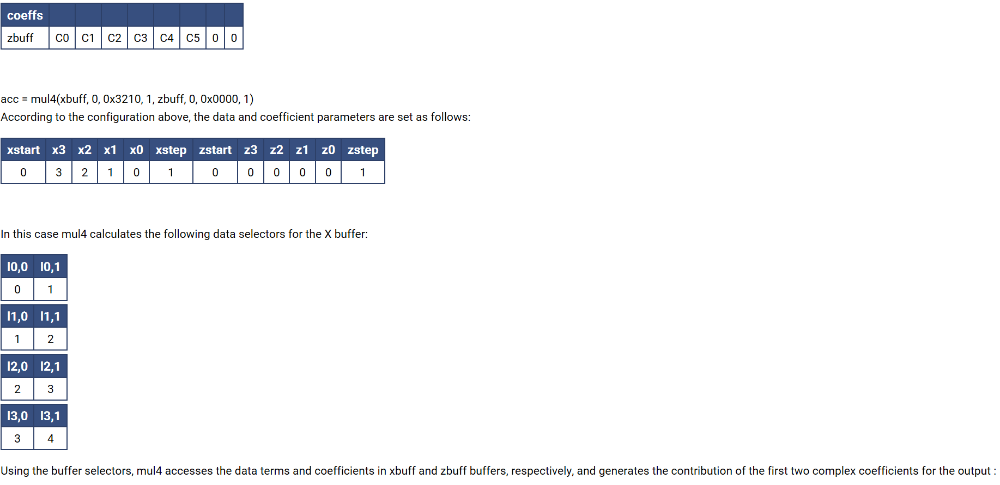 coeffs
zbuff C0 C1 C2 C3 C4 C5 0 0
acc = mul4(xbuff, 0, 0x3210, 1, zbuff, 0, 0x0000, 1)
According to the configuration above, the data and coefficient parameters are set as follows:
xstart x3 x2 x1 x0 xstep zstart z3 z2 z1 z0 zstep
0 3 2 1 0 1 0 0 0 0 0 1
In this case mul4 calculates the following data selectors for the X buffer:
I0,0 I0,1
0 1
I1,0 I1,1
1 2
I2,0 I2,1
2 3
I3,0 I3,1
3 4
Using the buffer selectors, mul4 accesses the data terms and coefficients in xbuff and zbuff buffers, respectively, and generates the contribution of the first two complex coefficients for the output :